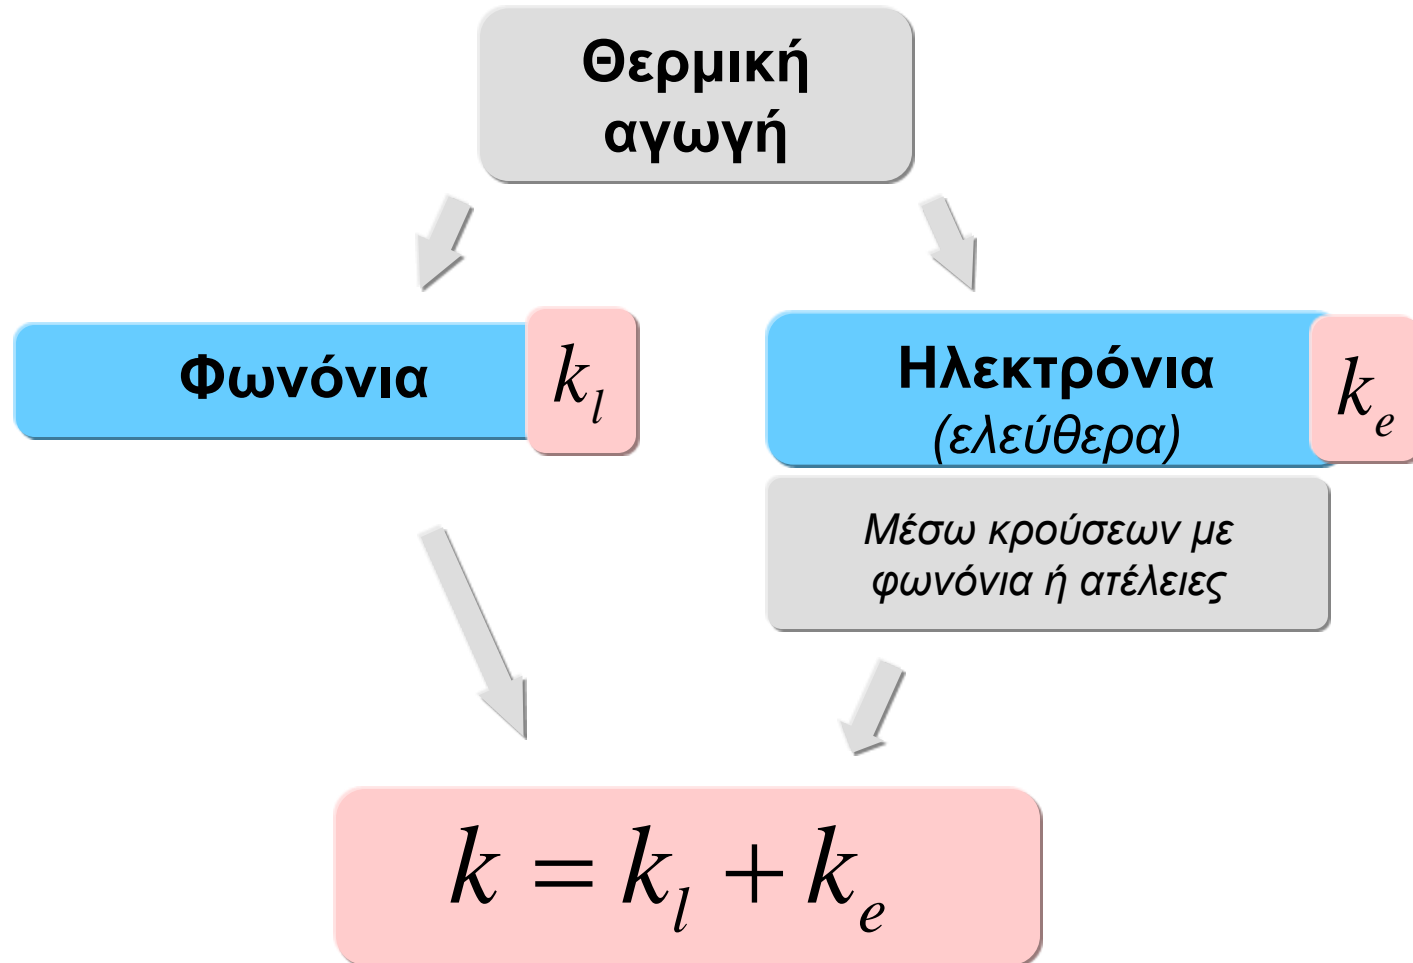 Θερμική
αγωγή
Φωνόνια
k_l
Ηλεκτρόνια
(ελεύθερα)
k_e
Μέσω κρούσεων με
φωνόνια ή ατέλειες
k = k_l + k_e